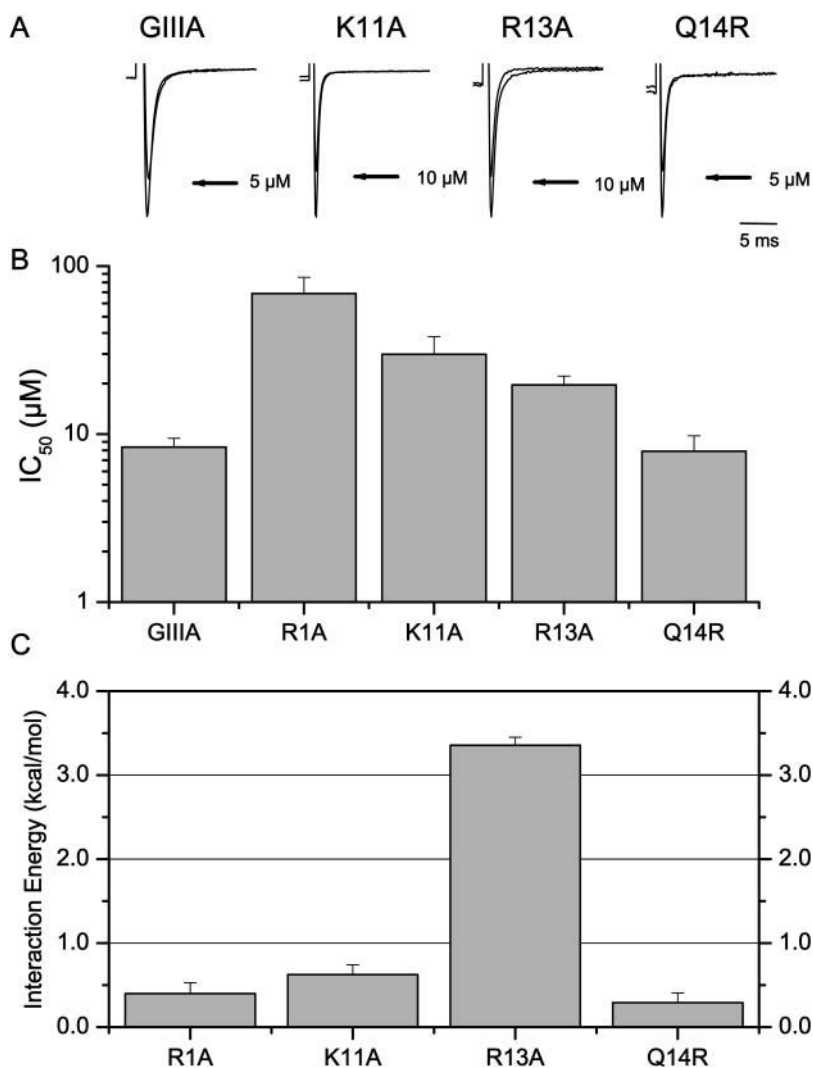 A GIIIA K11A R13A Q14R
5 µM 10 µM 10 µM 5 µM
5 ms
B
100
10
1
IC50 (µM)
GIIIA R1A K11A R13A Q14R
C
4.0 4.0
3.0 3.0
2.0 2.0
1.0 1.0
0.0 0.0
Interaction Energy (kcal/mol)
R1A K11A R13A Q14R